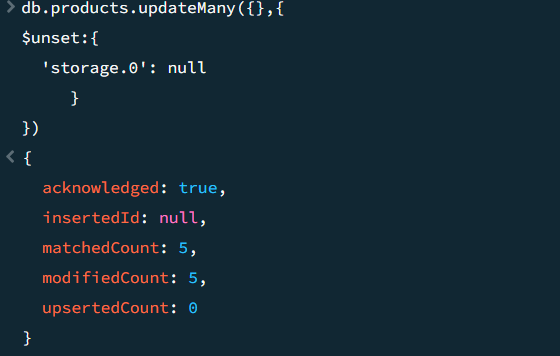 db.products.updateMany({},{
$unset:{
'storage.0': null
}
})
{
acknowledged: true,
insertedId: null,
matchedCount: 5,
modifiedCount: 5,
upsertedCount: 0
}